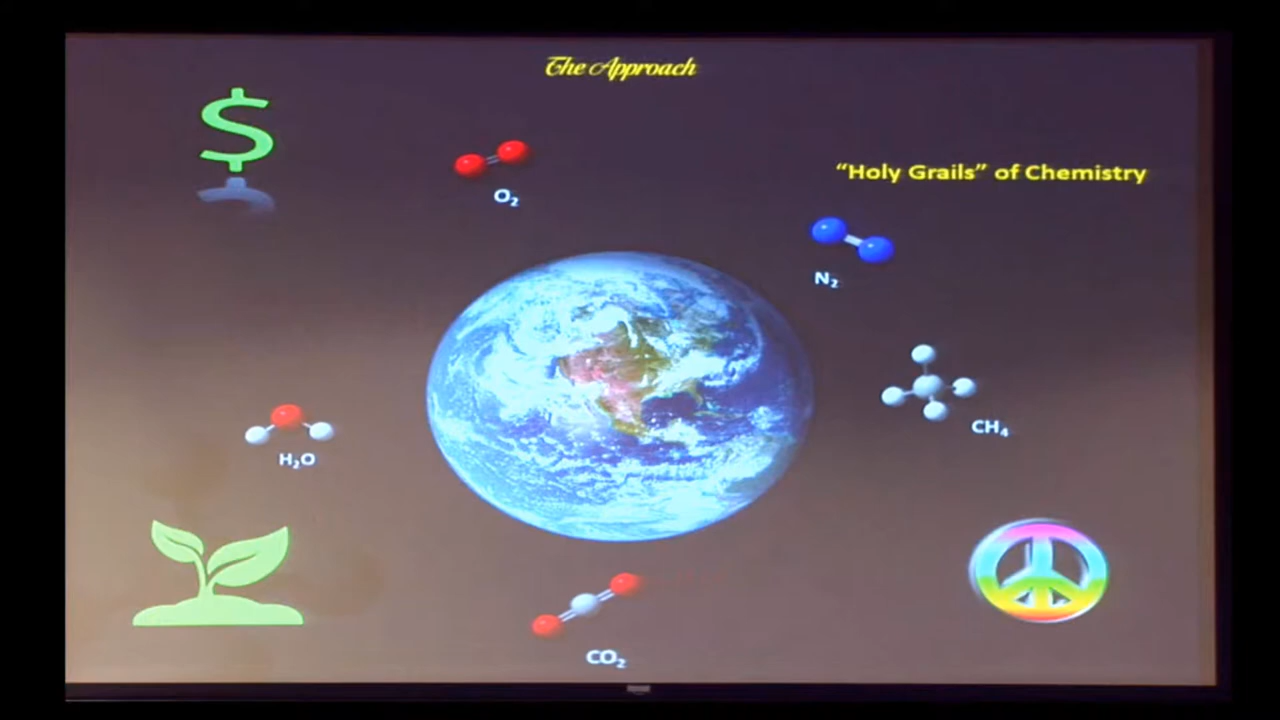 The Approach
$
O₂
"Holy Grails" of Chemistry
N₂
CH₄
H₂O
CO₂